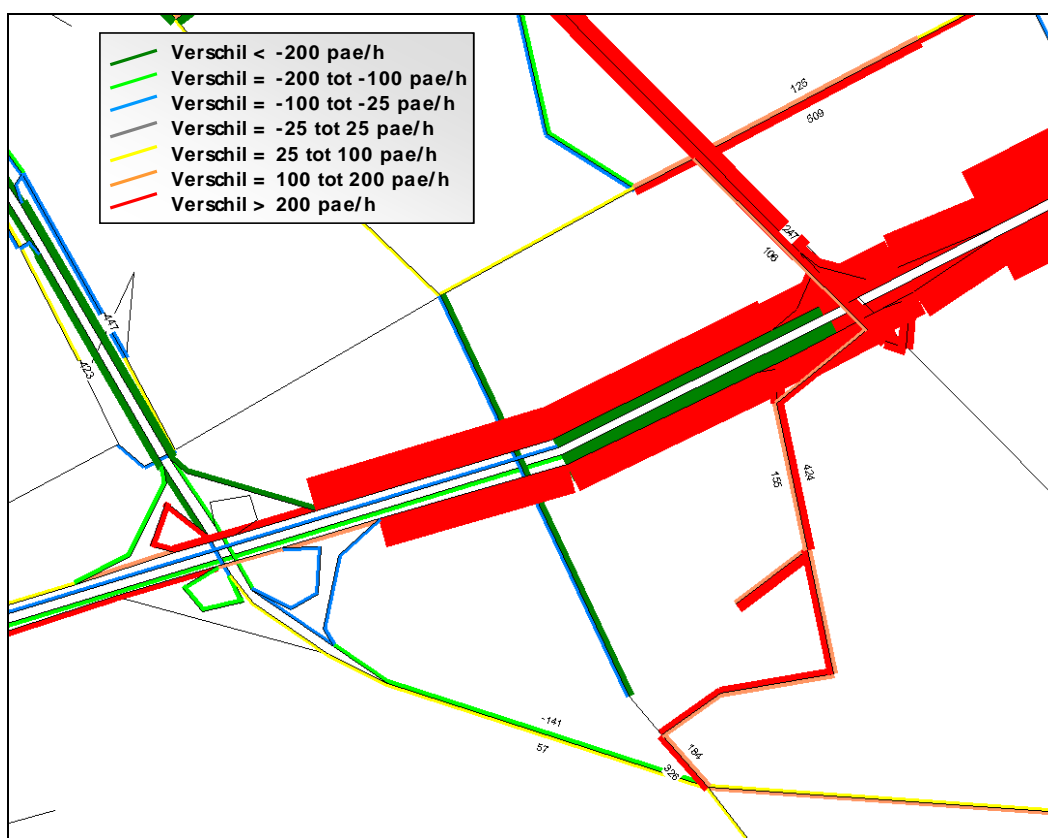 Verschil < -200 pae/h
Verschil = -200 tot -100 pae/h
Verschil = -100 tot -25 pae/h
Verschil = -25 tot 25 pae/h
Verschil = 25 tot 100 pae/h
Verschil = 100 tot 200 pae/h
Verschil > 200 pae/h
125
509
247
106
447
423
424
155
-141
57
184
326